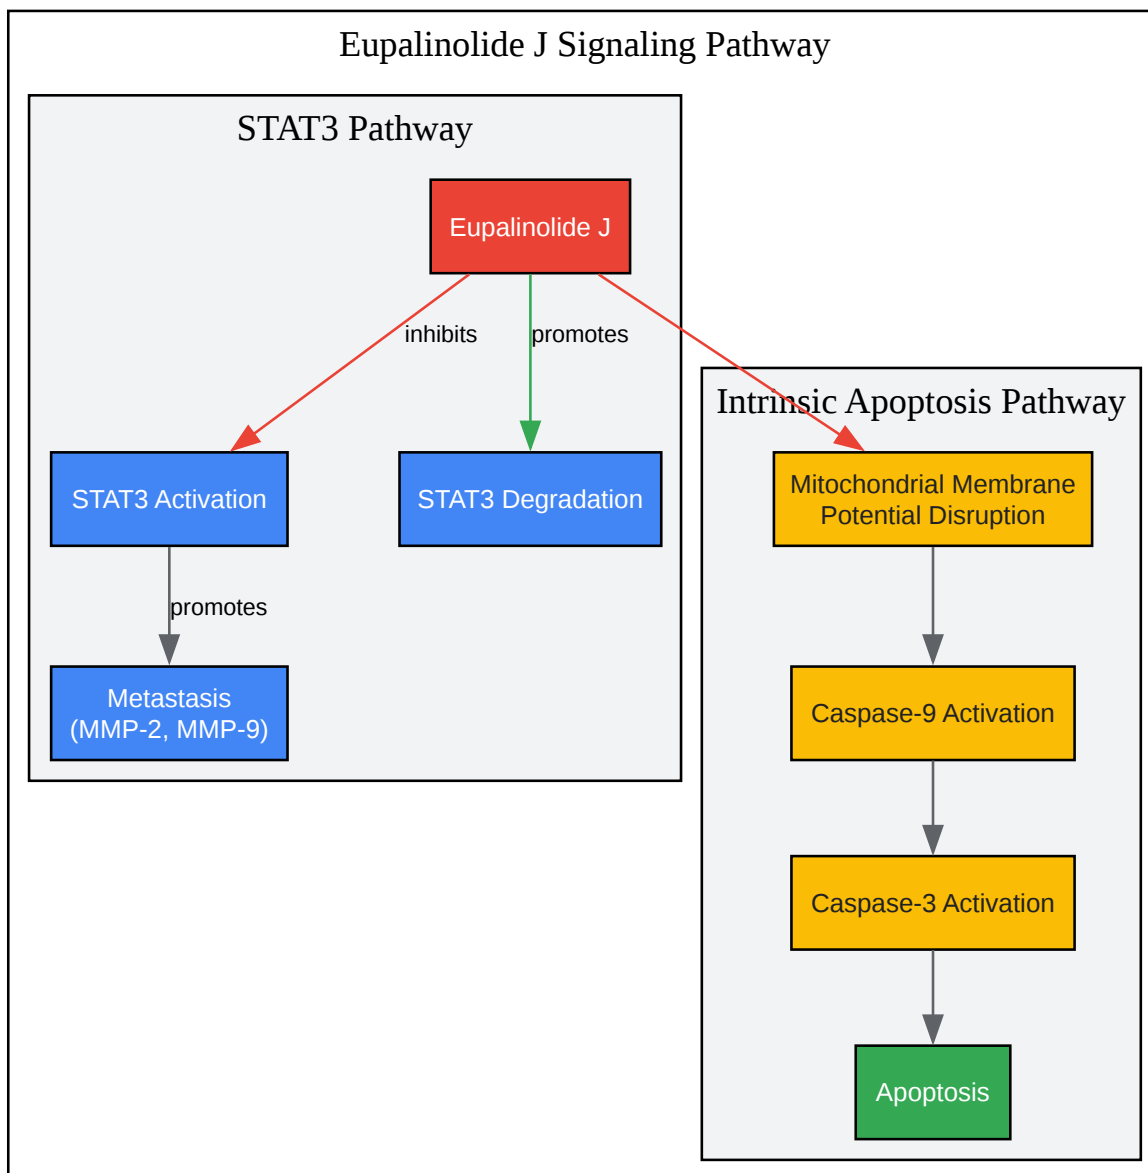 Eupalinolide J Signaling Pathway
STAT3 Pathway
Eupalinolide J
inhibits
promotes
Intrinsic Apoptosis Pathway
STAT3 Activation
STAT3 Degradation
Mitochondrial Membrane
Potential Disruption
promotes
Metastasis
(MMP-2, MMP-9)
Caspase-9 Activation
Caspase-3 Activation
Apoptosis